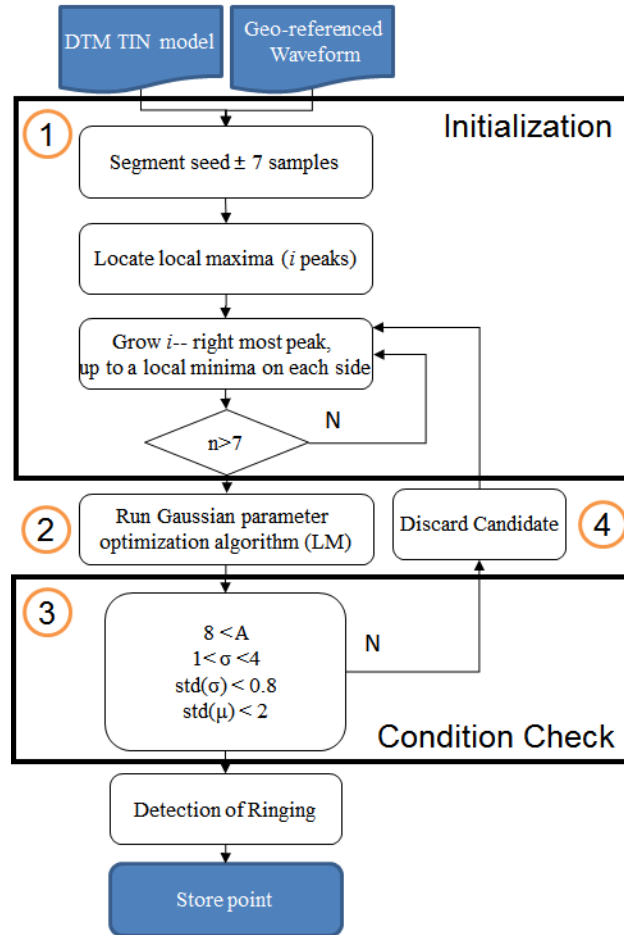 DTM TIN model
Geo-referenced
Waveform
1
Initialization
Segment seed ± 7 samples
Locate local maxima (i peaks)
Grow i-- right most peak,
up to a local minima on each side
N
n>7
2
Run Gaussian parameter
optimization algorithm (LM)
Discard Candidate
4
3
8 < A
1< σ <4
std(σ) < 0.8
std(μ) < 2
N
Condition Check
Detection of Ringing
Store point